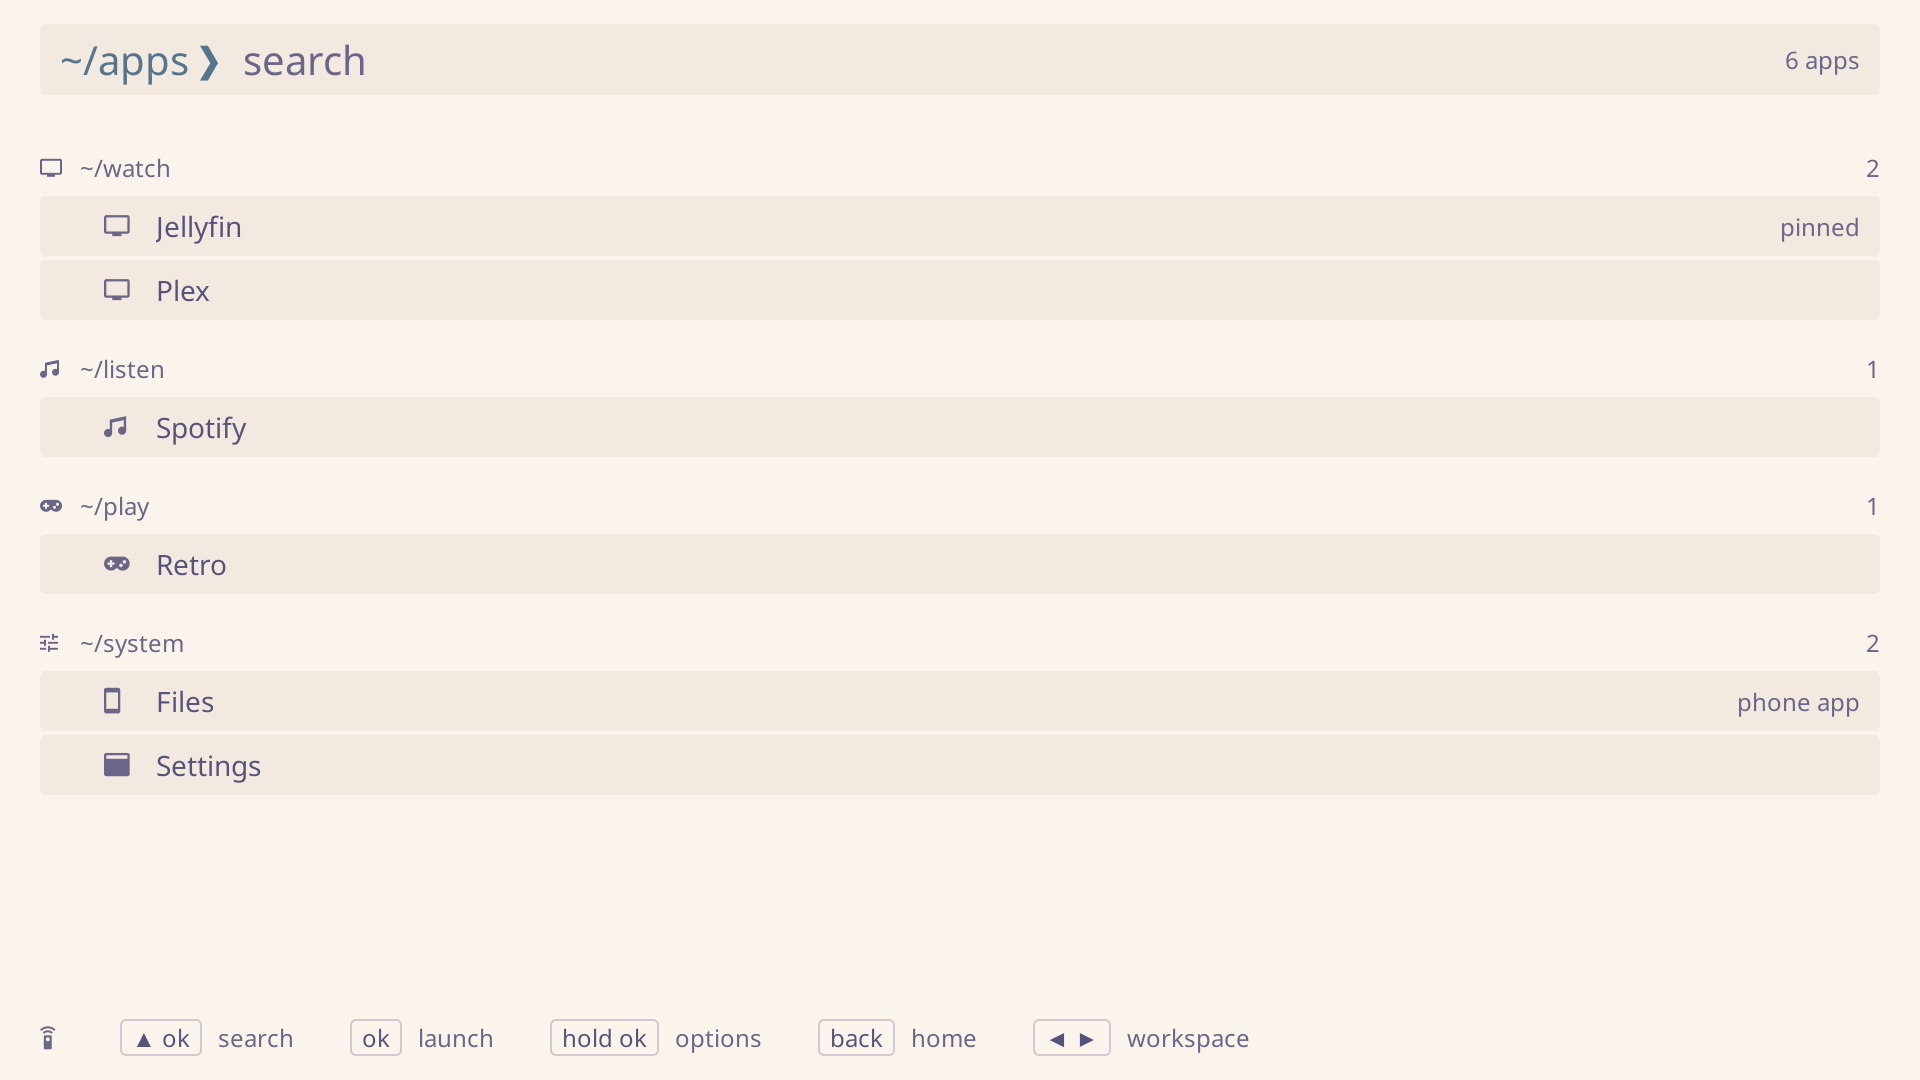 ~/apps❯ search
6 apps
~/watch
2
Jellyfin
pinned
Plex
~/listen
1
Spotify
~/play
1
Retro
~/system
2
Files
phone app
Settings
▲ ok search ok launch hold ok options back home ◄ ► workspace